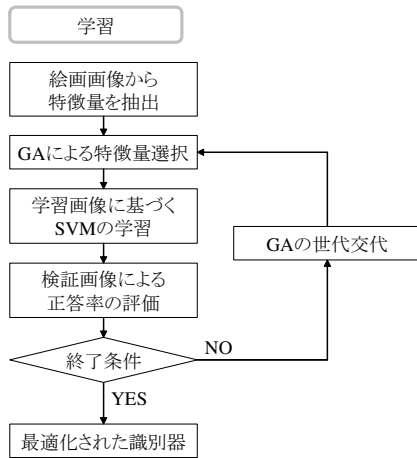 学習
絵画画像から
特徴量を抽出
GAによる特徴量選択
学習画像に基づく
SVMの学習
GAの世代交代
検証画像による
正答率の評価
終了条件
NO
YES
最適化された識別器